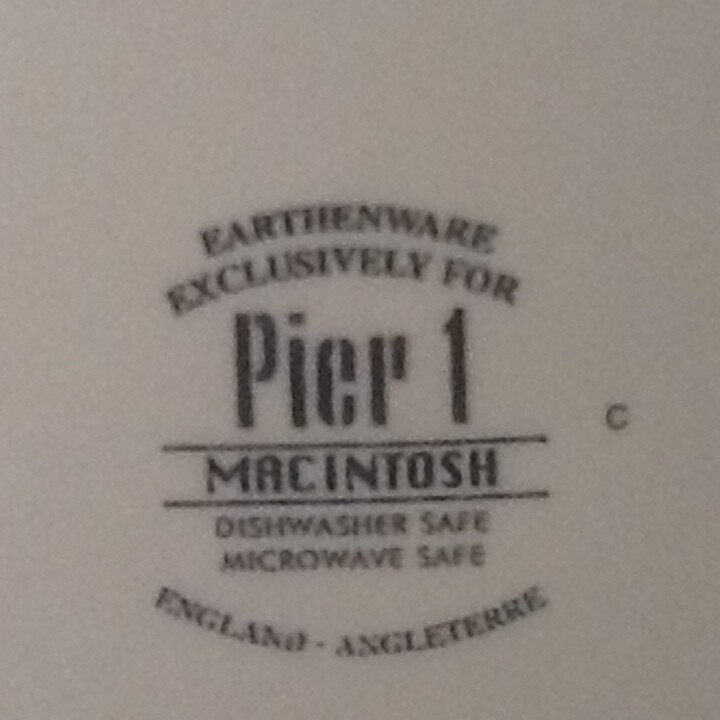 EARTHENWARE
EXCLUSIVELY FOR
Pier 1
C
MACINTOSH
DISHWASHER SAFE
MICROWAVE SAFE
ENGLAND - ANGLETERRE